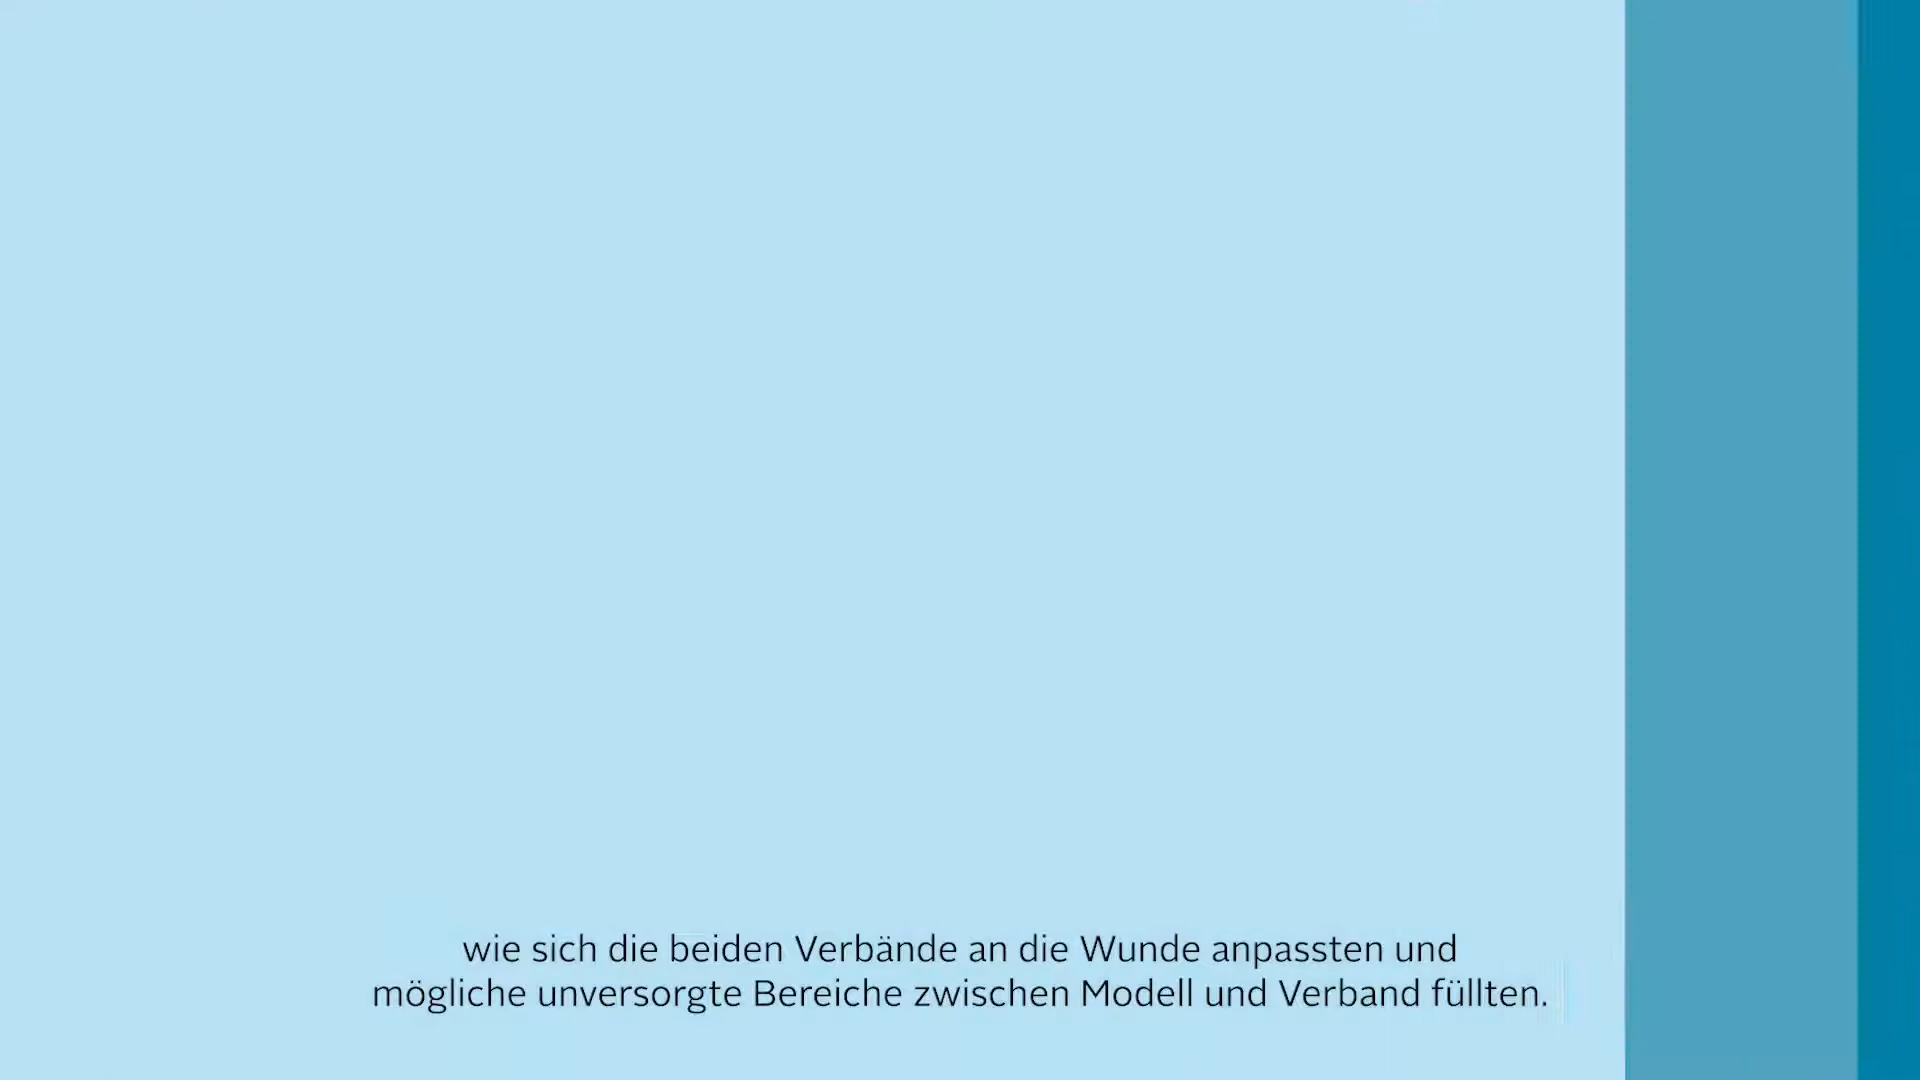 wie sich die beiden Verbände an die Wunde anpassten und
mögliche unversorgte Bereiche zwischen Modell und Verband füllten.